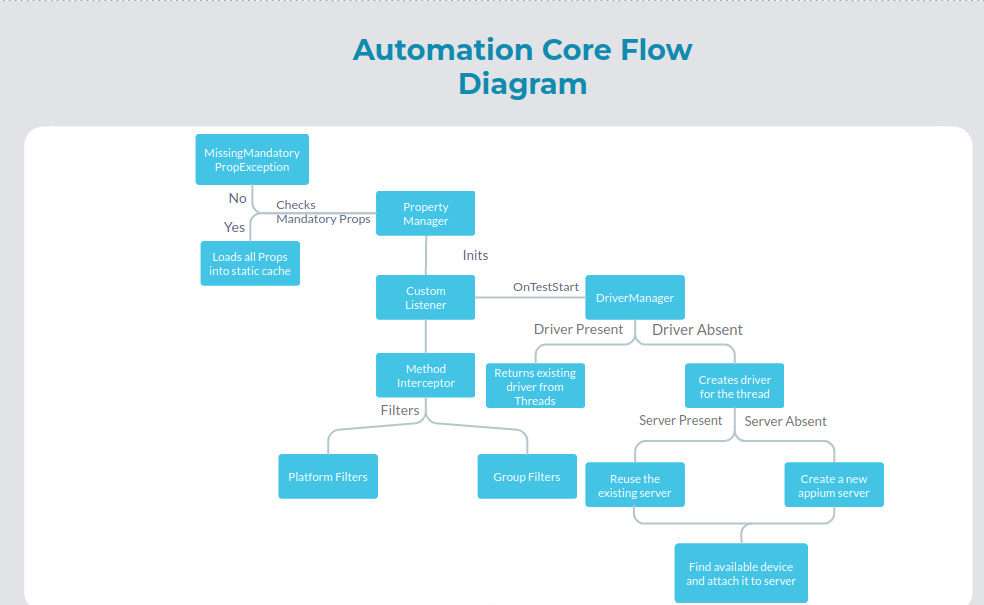 Automation Core Flow
Diagram
MissingMandatory
PropException
No
Checks
Mandatory Props
Yes
Property
Manager
Loads all Props
into static cache
Inits
Custom
Listener
OnTestStart
DriverManager
Driver Present
Driver Absent
Method
Interceptor
Returns existing
driver from
Threads
Creates driver
for the thread
Filters
Server Present
Server Absent
Platform Filters
Group Filters
Reuse the
existing server
Create a new
appium server
Find available device
and attach it to server